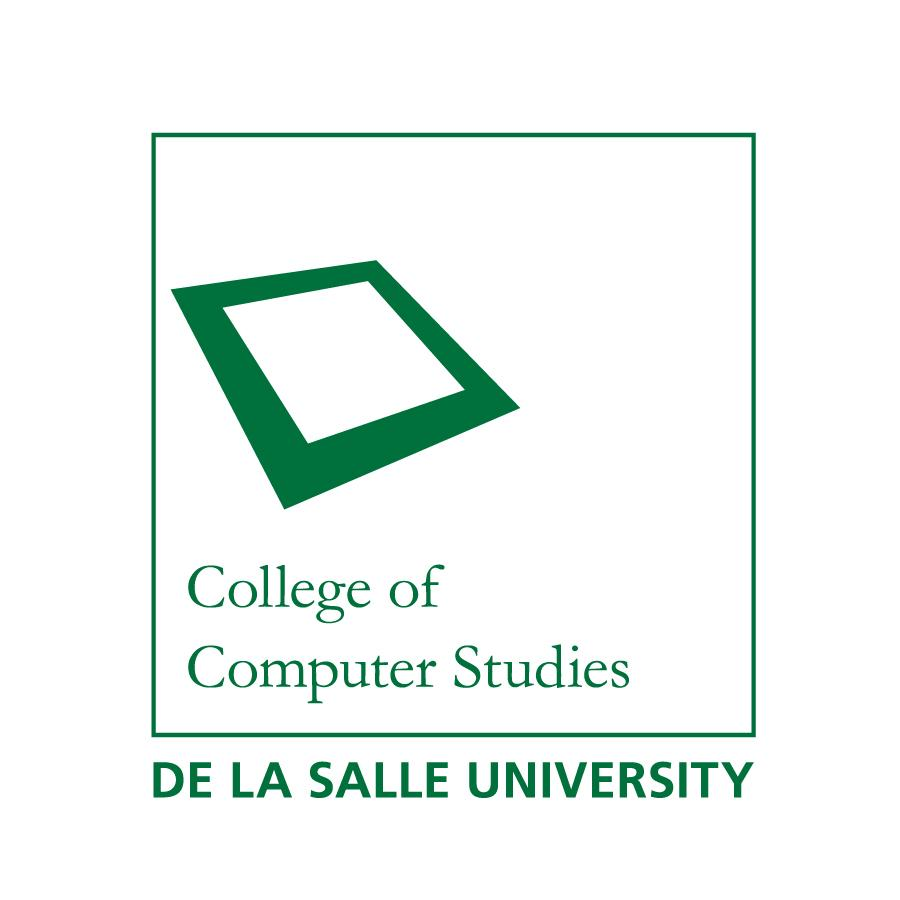 College of
Computer Studies
DE LA SALLE UNIVERSITY